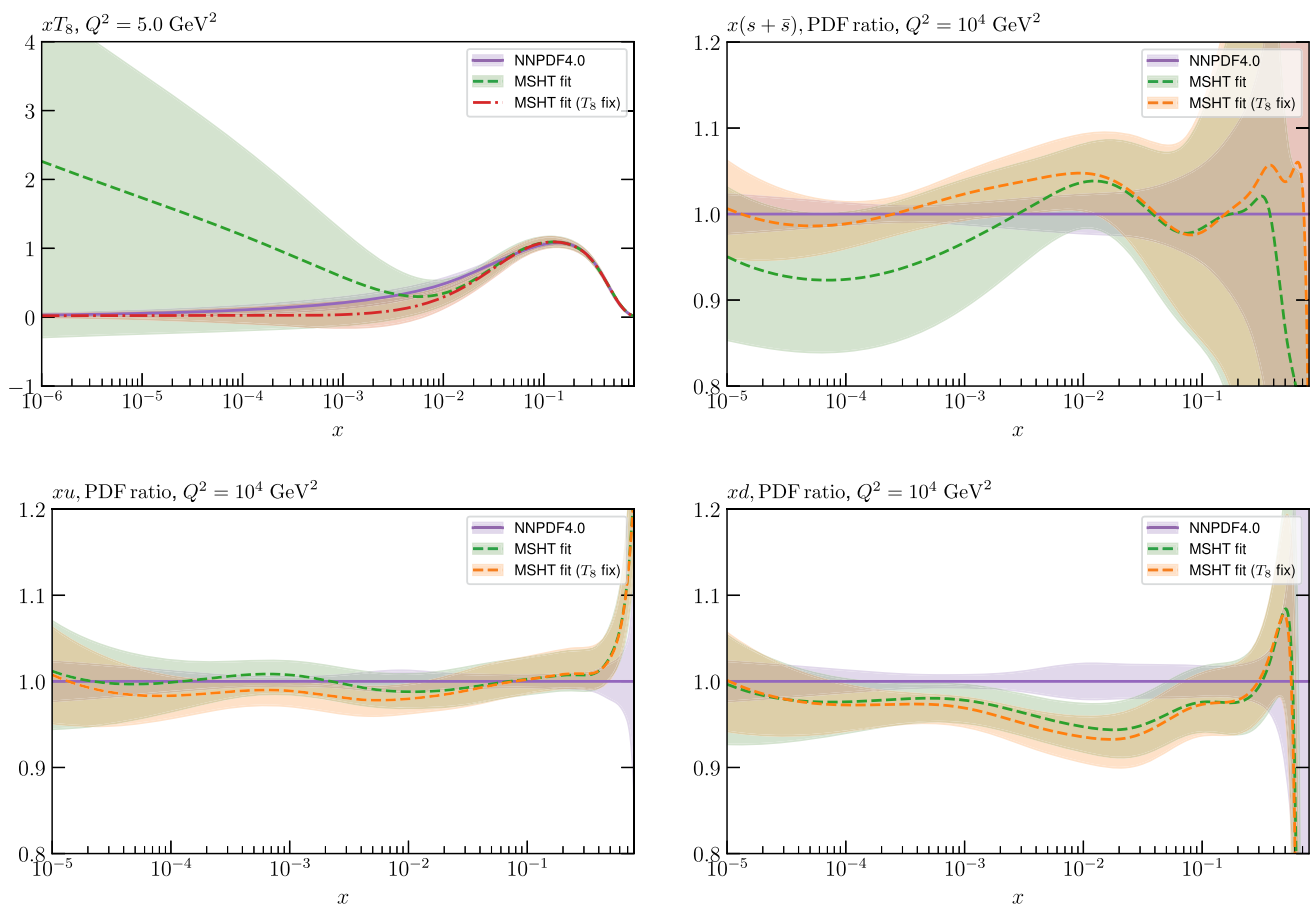 xT₈, Q² = 5.0 GeV²
4
3
2
1
0
−1
NNPDF4.0
MSHT fit
MSHT fit (T₈ fix)
10⁻⁶ 10⁻⁵ 10⁻⁴ 10⁻³ 10⁻² 10⁻¹
x
x(s + s̄), PDF ratio, Q² = 10⁴ GeV²
1.2
1.1
1.0
0.9
0.8
NNPDF4.0
MSHT fit
MSHT fit (T₈ fix)
10⁻⁵ 10⁻⁴ 10⁻³ 10⁻² 10⁻¹
x
xu, PDF ratio, Q² = 10⁴ GeV²
1.2
1.1
1.0
0.9
0.8
NNPDF4.0
MSHT fit
MSHT fit (T₈ fix)
10⁻⁵ 10⁻⁴ 10⁻³ 10⁻² 10⁻¹
x
xd, PDF ratio, Q² = 10⁴ GeV²
1.2
1.1
1.0
0.9
0.8
NNPDF4.0
MSHT fit
MSHT fit (T₈ fix)
10⁻⁵ 10⁻⁴ 10⁻³ 10⁻² 10⁻¹
x